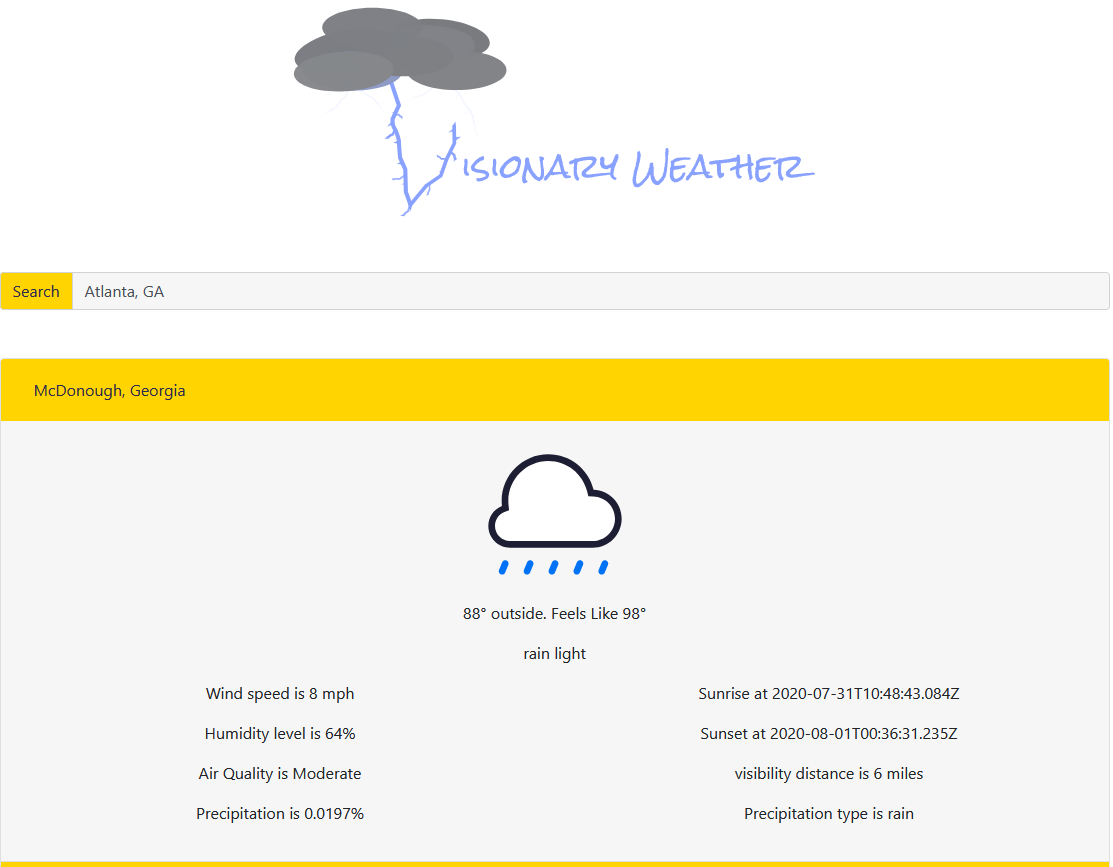 Visionary Weather
Search Atlanta, GA
McDonough, Georgia
88° outside. Feels Like 98°
rain light
Wind speed is 8 mph
Humidity level is 64%
Air Quality is Moderate
Precipitation is 0.0197%
Sunrise at 2020-07-31T10:48:43.084Z
Sunset at 2020-08-01T00:36:31.235Z
visibility distance is 6 miles
Precipitation type is rain